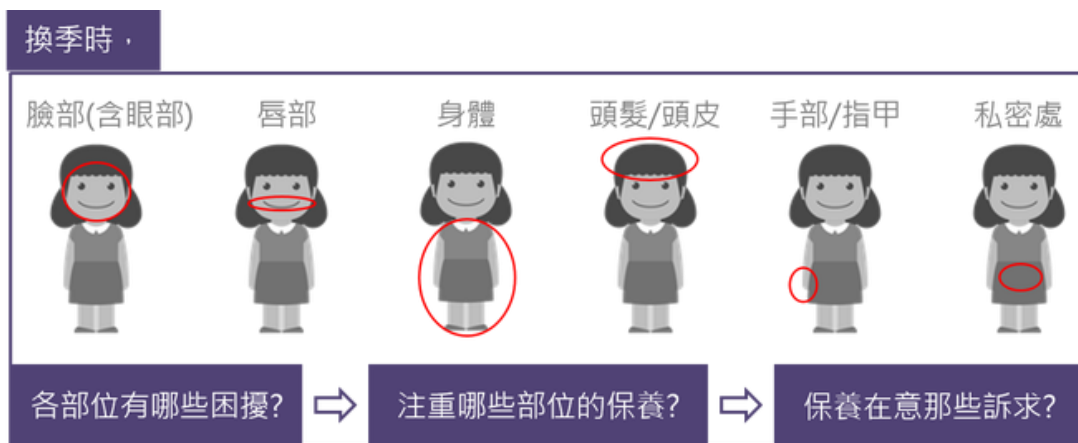 換季時，
臉部(含眼部) 唇部 身體 頭髮/頭皮 手部/指甲 私密處
各部位有哪些困擾? 注重哪些部位的保養? 保養在意那些訴求?